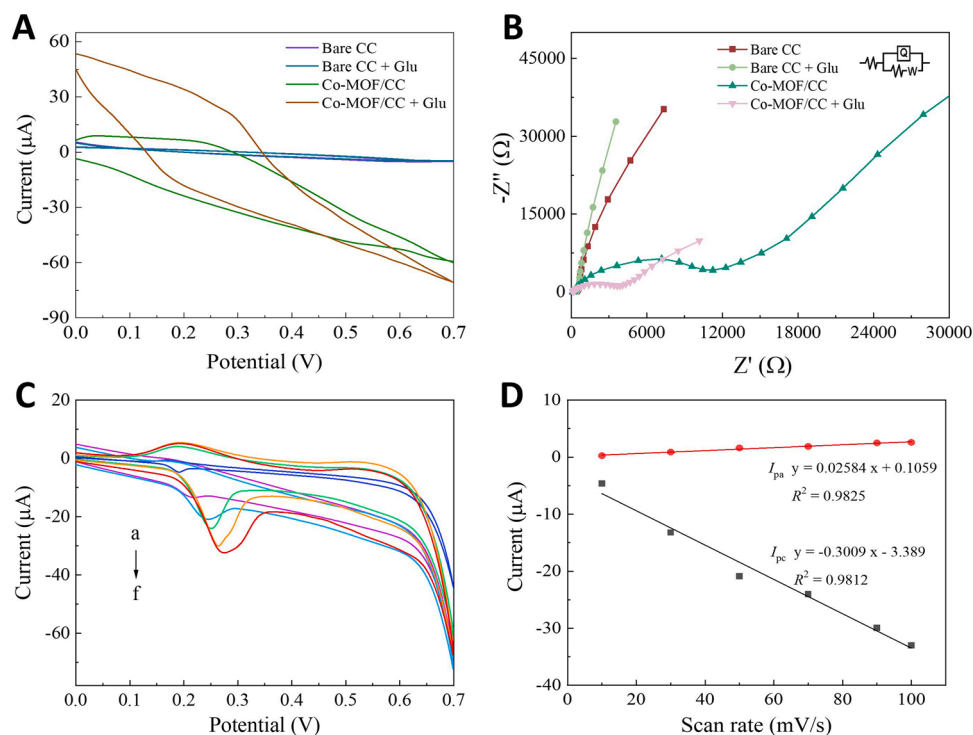 A
60
30
0
-30
-60
-90
Current (μA)
Bare CC
Bare CC + Glu
Co-MOF/CC
Co-MOF/CC + Glu
0.0 0.1 0.2 0.3 0.4 0.5 0.6 0.7
Potential (V)
B
45000
30000
15000
0
-Z" (Ω)
Bare CC
Bare CC + Glu
Co-MOF/CC
Co-MOF/CC + Glu
Q
W
0 6000 12000 18000 24000 30000
Z' (Ω)
C
20
0
-20
-40
-60
Current (μA)
a
f
0.0 0.1 0.2 0.3 0.4 0.5 0.6 0.7
Potential (V)
D
10
0
-10
-20
-30
-40
Current (μA)
Ipa y = 0.02584 x + 0.1059
R² = 0.9825
Ipc y = -0.3009 x - 3.389
R² = 0.9812
0 20 40 60 80 100
Scan rate (mV/s)